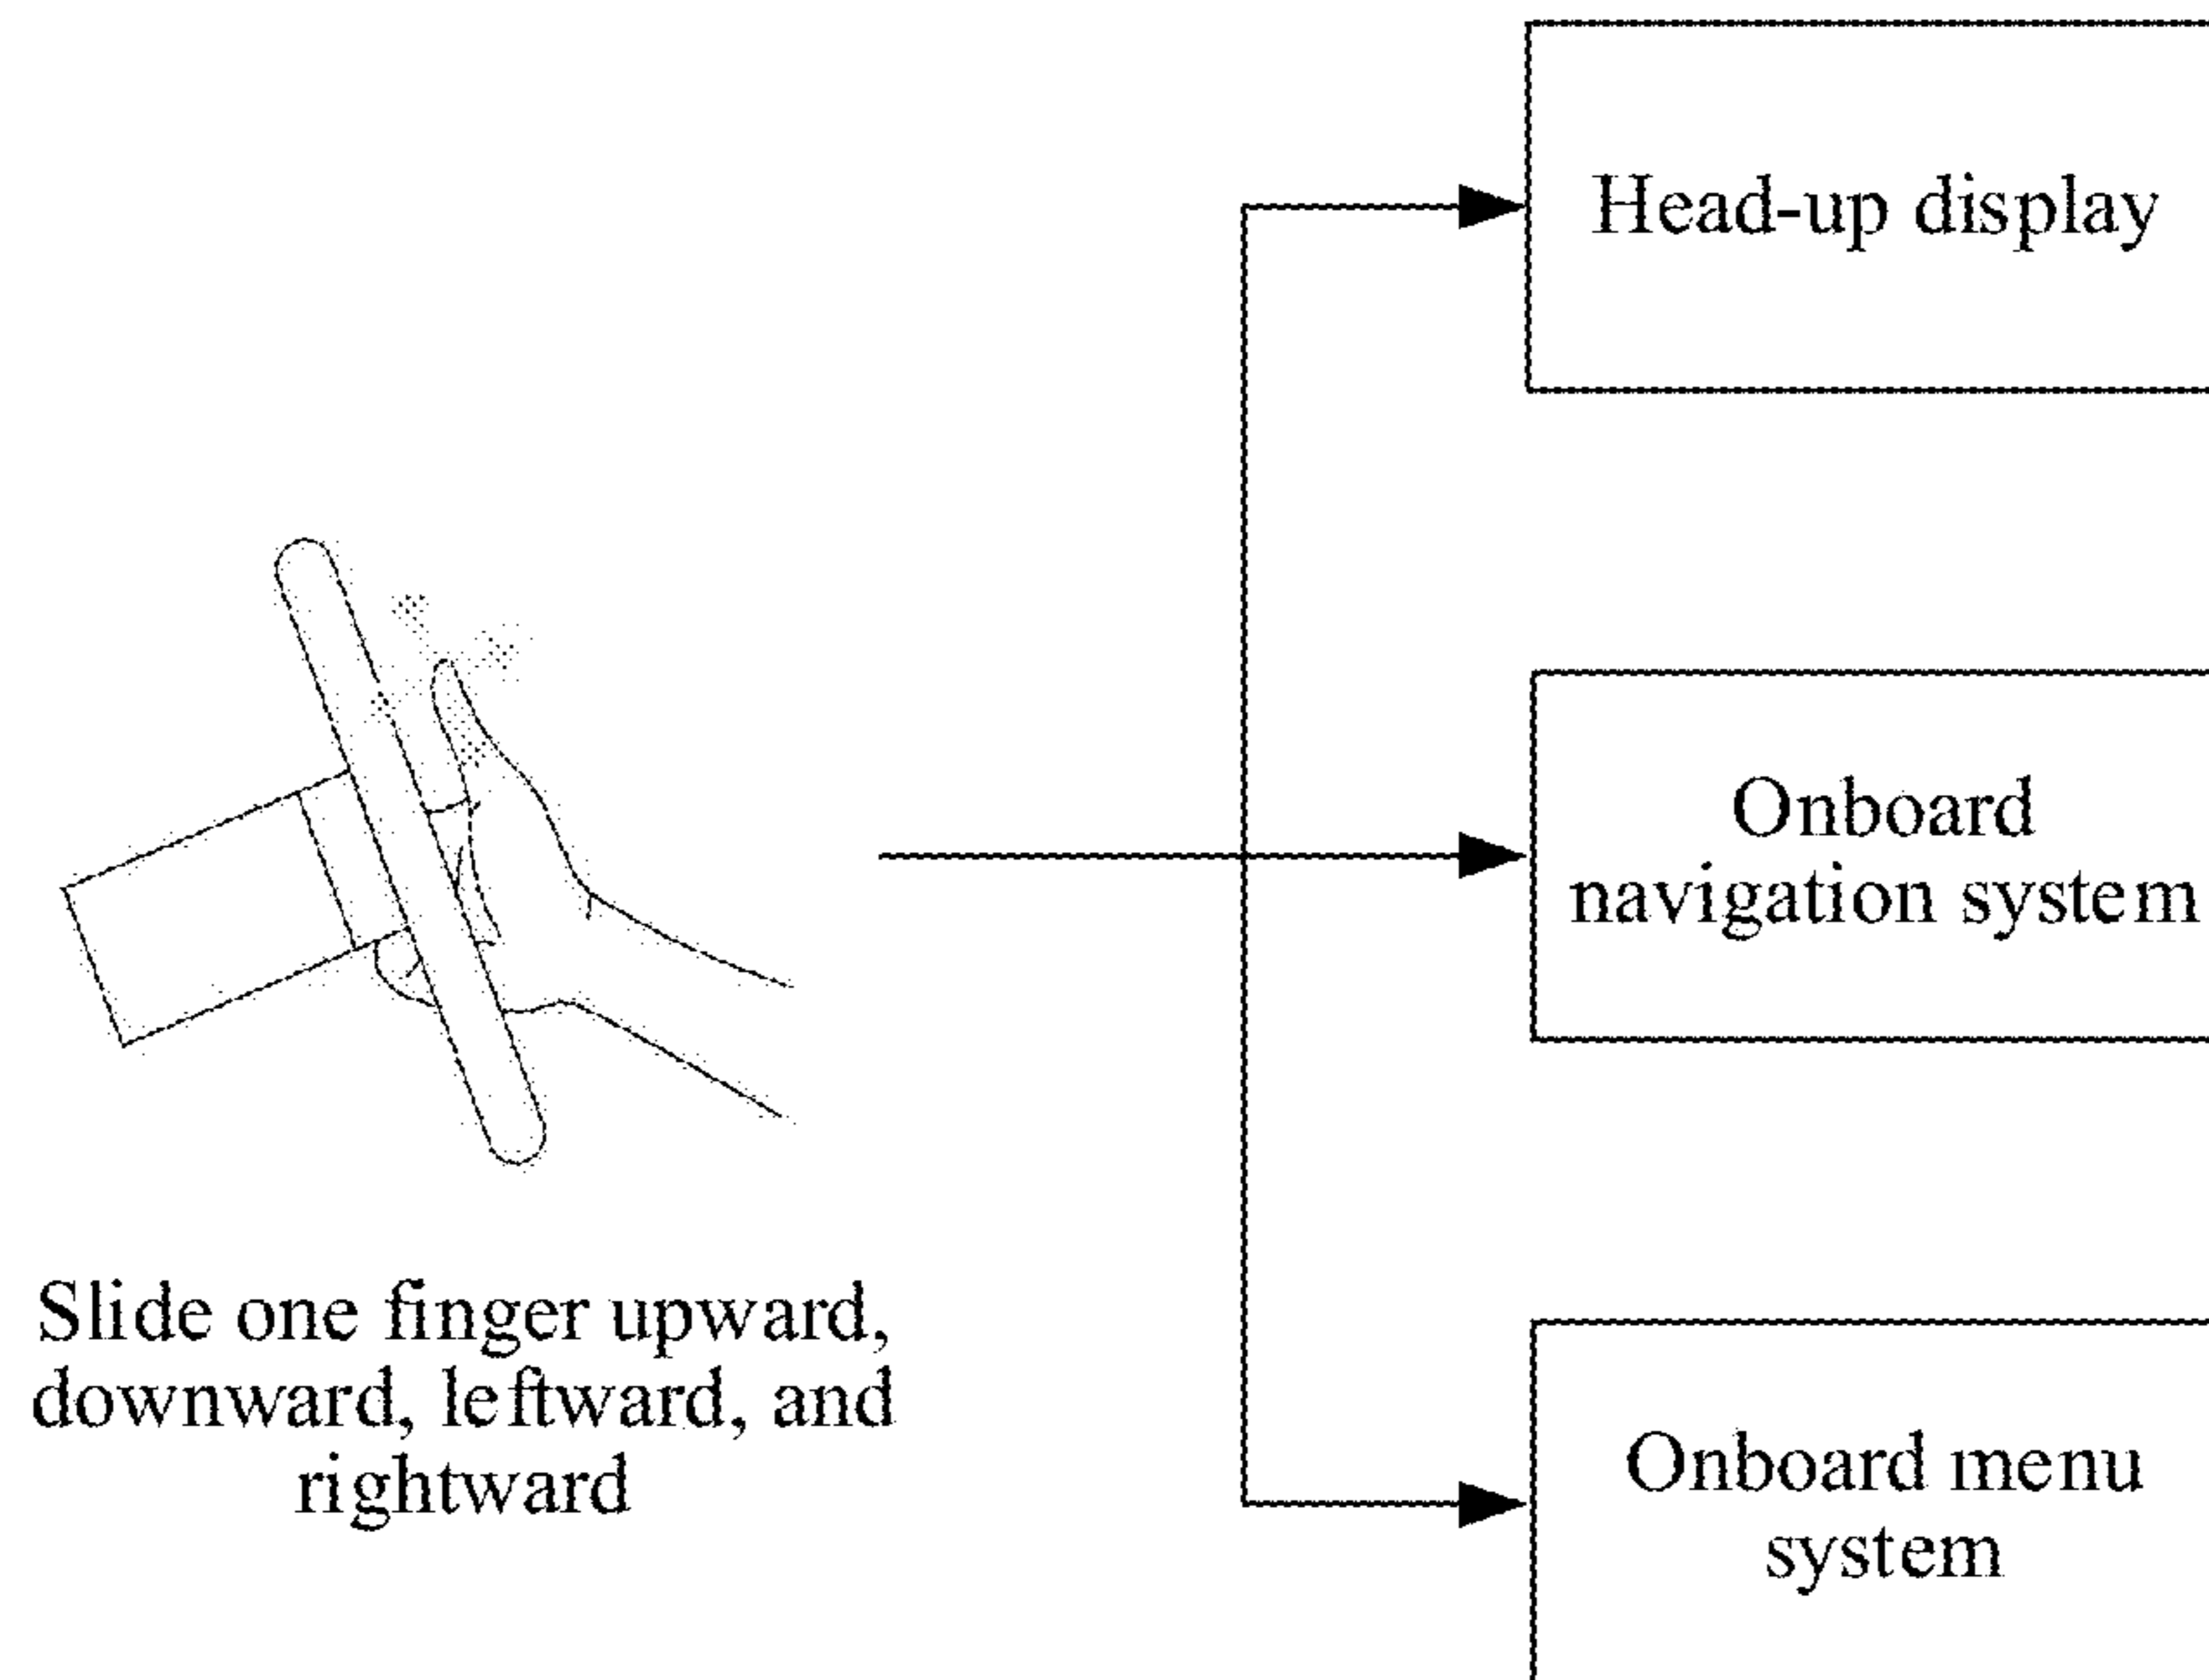 Head-up display
Onboard
navigation system
Slide one finger upward,
downward, leftward, and
rightward
Onboard menu
system